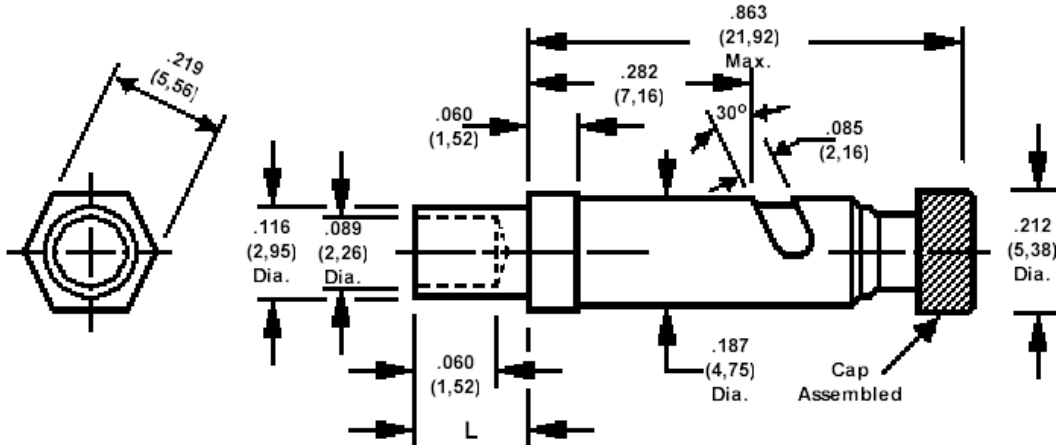 .863
(21,92)
Max.
.219
(5,56)
.282
(7,16)
.060
(1,52)
30°
.085
(2,16)
.116
(2,95)
Dia.
.089
(2,26)
Dia.
.212
(5,38)
Dia.
.060
(1,52)
.187
(4,75)
Dia.
Cap
Assembled
L